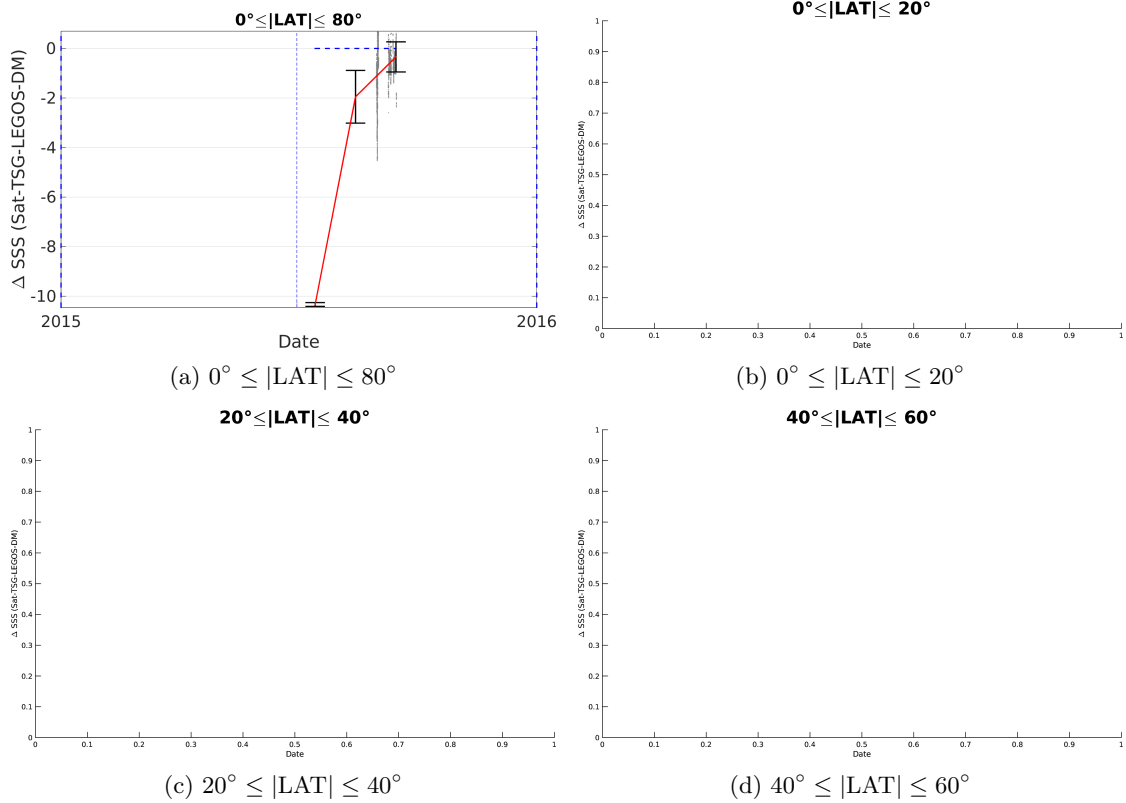 0°≤|LAT|≤ 80°
Δ SSS (Sat-TSG-LEGOS-DM)
0
-2
-4
-6
-8
-10
2015
2016
Date
(a) 0° ≤ |LAT| ≤ 80°
0°≤|LAT|≤ 20°
Δ SSS (Sat-TSG-LEGOS-DM)
1
0.9
0.8
0.7
0.6
0.5
0.4
0.3
0.2
0.1
0
0 0.1 0.2 0.3 0.4 0.5 0.6 0.7 0.8 0.9 1
Date
(b) 0° ≤ |LAT| ≤ 20°
20°≤|LAT|≤ 40°
Δ SSS (Sat-TSG-LEGOS-DM)
1
0.9
0.8
0.7
0.6
0.5
0.4
0.3
0.2
0.1
0
0 0.1 0.2 0.3 0.4 0.5 0.6 0.7 0.8 0.9 1
Date
(c) 20° ≤ |LAT| ≤ 40°
40°≤|LAT|≤ 60°
Δ SSS (Sat-TSG-LEGOS-DM)
1
0.9
0.8
0.7
0.6
0.5
0.4
0.3
0.2
0.1
0
0 0.1 0.2 0.3 0.4 0.5 0.6 0.7 0.8 0.9 1
Date
(d) 40° ≤ |LAT| ≤ 60°